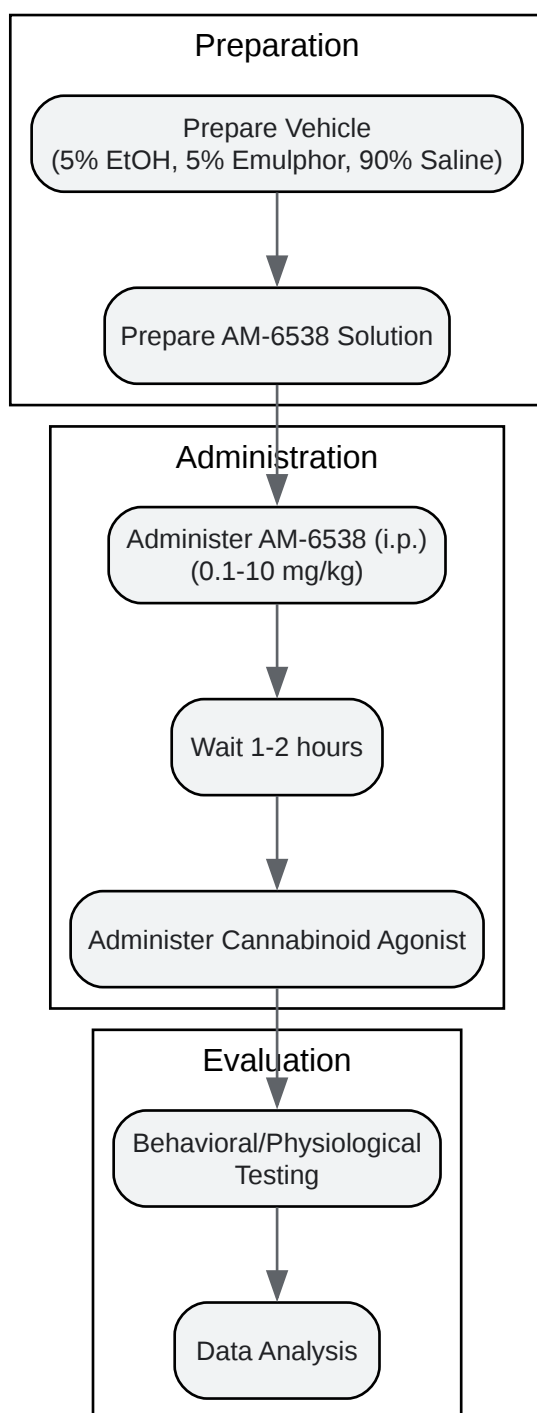 Preparation
Prepare Vehicle
(5% EtOH, 5% Emulphor, 90% Saline)
Prepare AM-6538 Solution
Administration
Administer AM-6538 (i.p.)
(0.1-10 mg/kg)
Wait 1-2 hours
Administer Cannabinoid Agonist
Evaluation
Behavioral/Physiological
Testing
Data Analysis